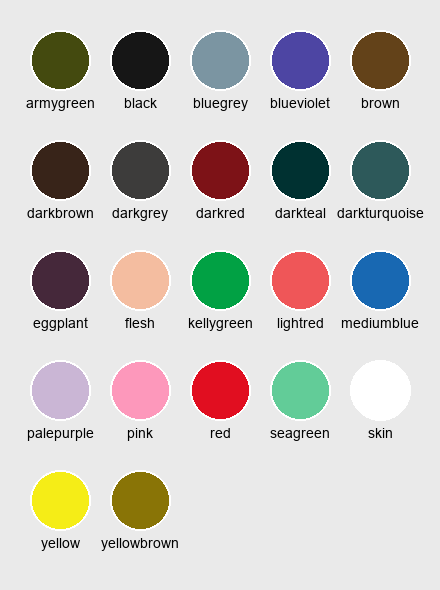 armygreen black bluegrey blueviolet brown
darkbrown darkgrey darkred darkteal darkturquoise
eggplant flesh kellygreen lightred mediumblue
palepurple pink red seagreen skin
yellow yellowbrown